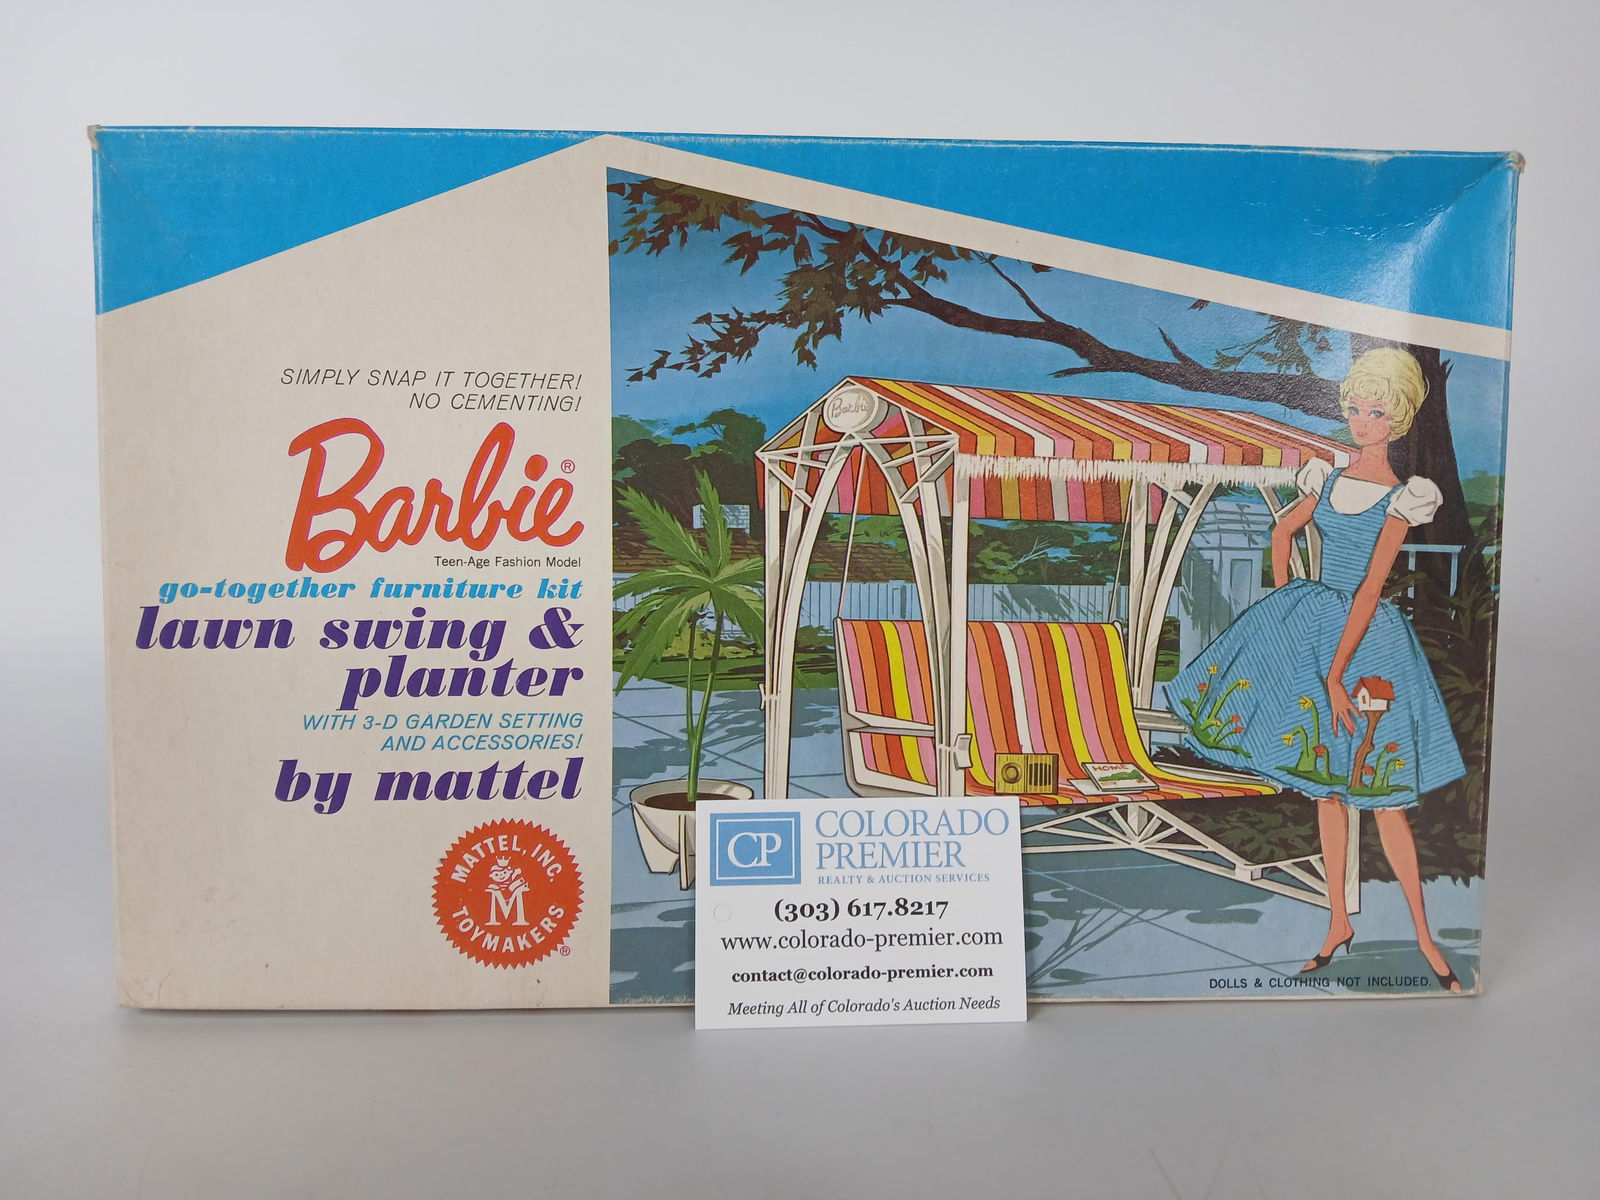 SIMPLY SNAP IT TOGETHER!
NO CEMENTING!
Barbie®
Teen-Age Fashion Model
go-together furniture kit
lawn swing &
planter
WITH 3-D GARDEN SETTING
AND ACCESSORIES!
by mattel
MATTEL, INC.
M
TOYMAKERS
®
Barbie
HOME
DOLLS & CLOTHING NOT INCLUDED.
CP
COLORADO
PREMIER
REALTY & AUCTION SERVICES
(303) 617.8217
www.colorado-premier.com
contact@colorado-premier.com
Meeting All of Colorado's Auction Needs